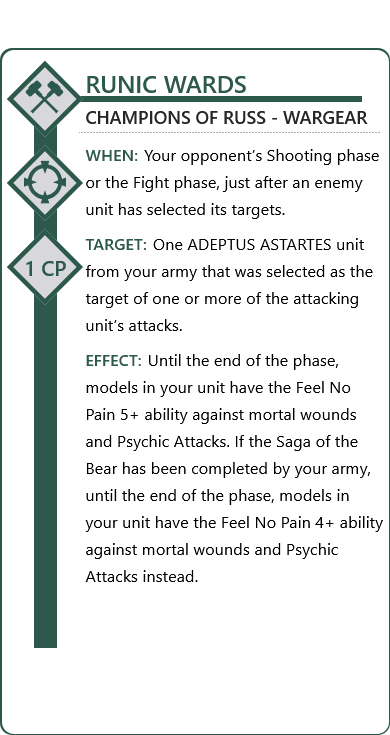 RUNIC WARDS
CHAMPIONS OF RUSS - WARGEAR
WHEN: Your opponent’s Shooting phase
or the Fight phase, just after an enemy
unit has selected its targets.
1 CP
TARGET: One ADEPTUS ASTARTES unit
from your army that was selected as the
target of one or more of the attacking
unit’s attacks.
EFFECT: Until the end of the phase,
models in your unit have the Feel No
Pain 5+ ability against mortal wounds
and Psychic Attacks. If the Saga of the
Bear has been completed by your army,
until the end of the phase, models in
your unit have the Feel No Pain 4+ ability
against mortal wounds and Psychic
Attacks instead.